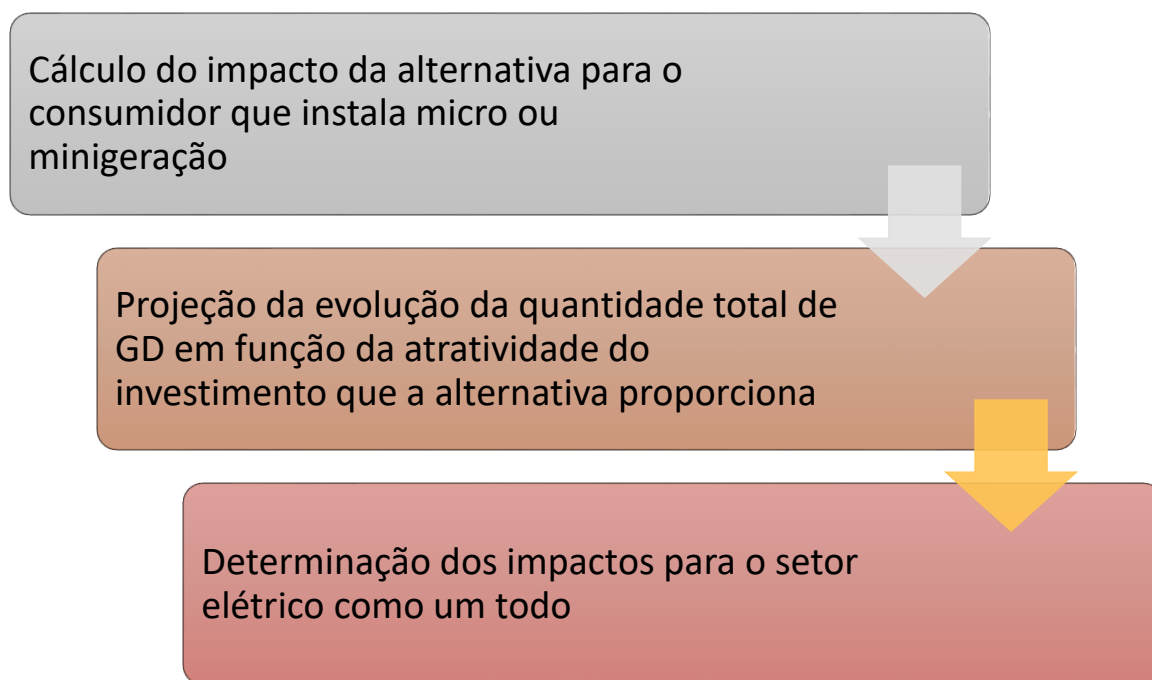 Cálculo do impacto da alternativa para o
consumidor que instala micro ou
minigeração
Projeção da evolução da quantidade total de
GD em função da atratividade do
investimento que a alternativa proporciona
Determinação dos impactos para o setor
elétrico como um todo